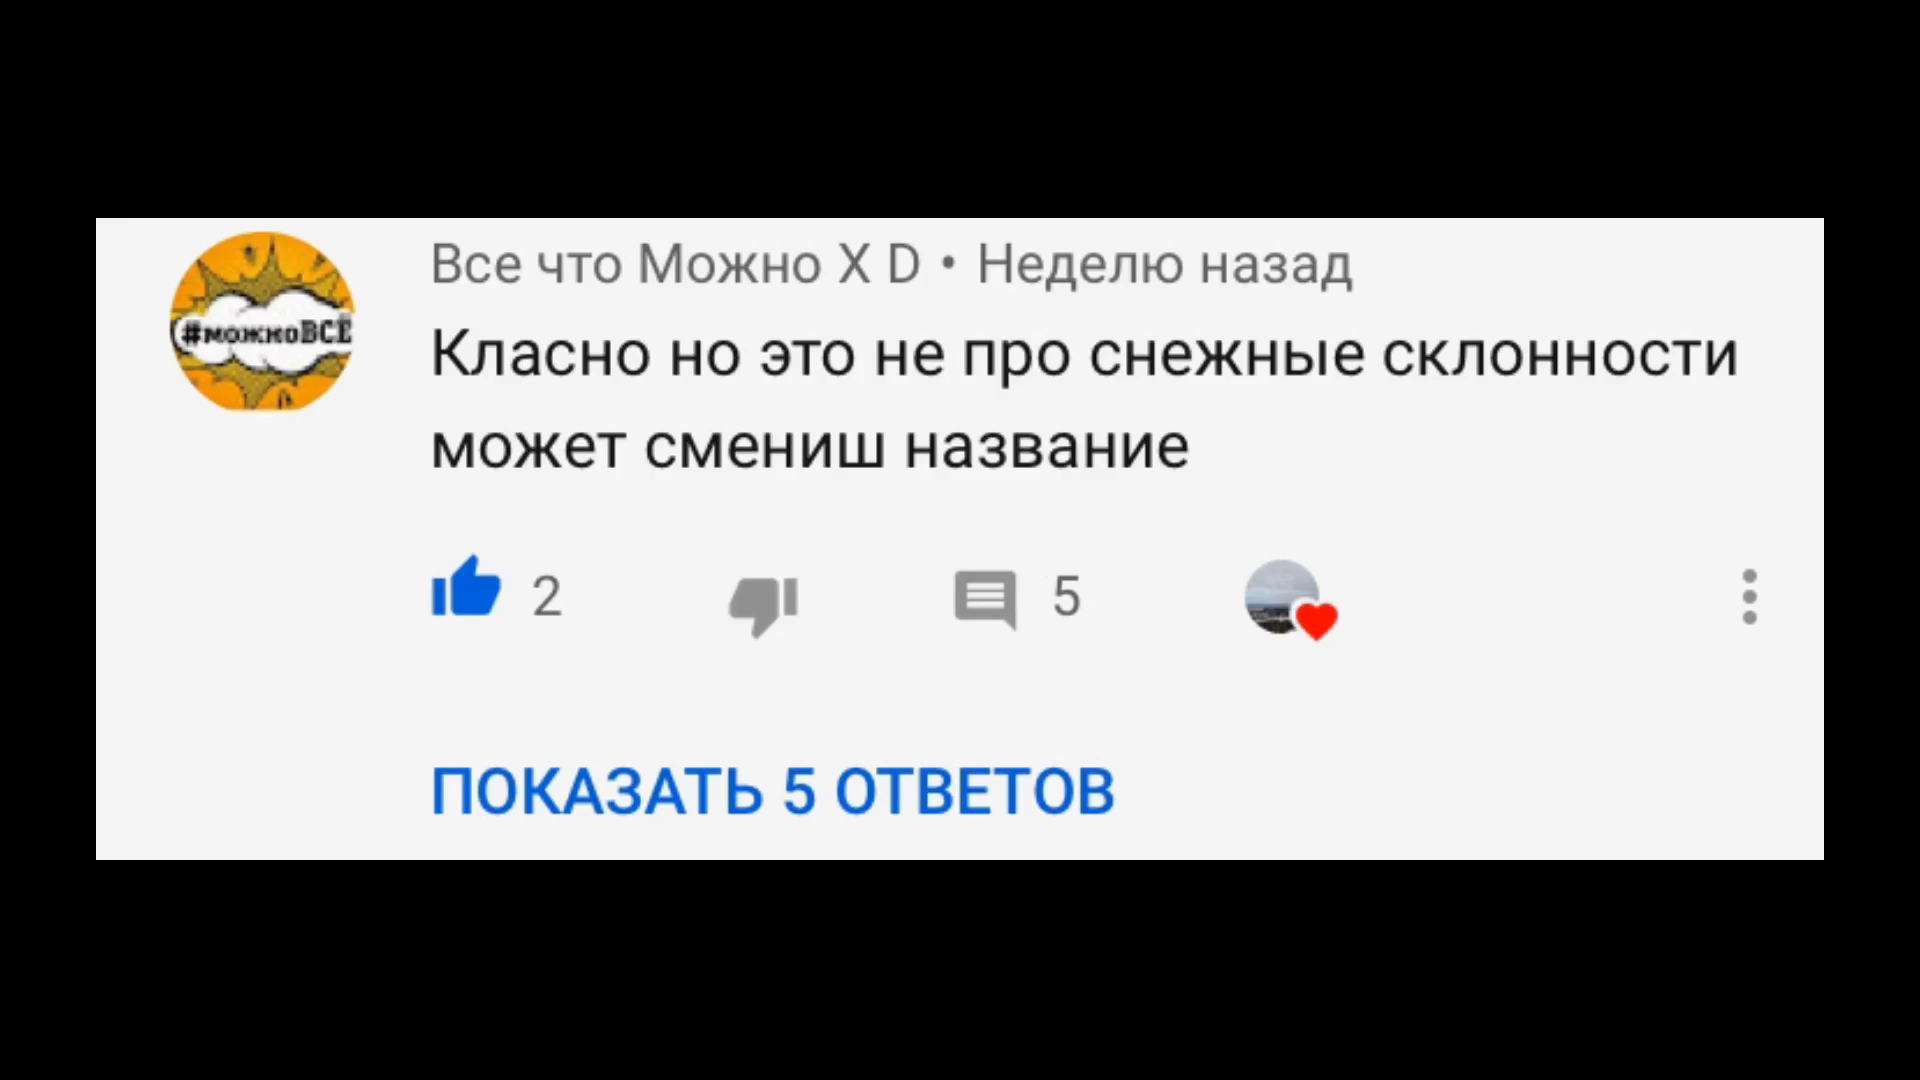 Все что Можно X D • Неделю назад
#можноВСЁ
Класно но это не про снежные склонности
может смениш название
2
5
ПОКАЗАТЬ 5 ОТВЕТОВ